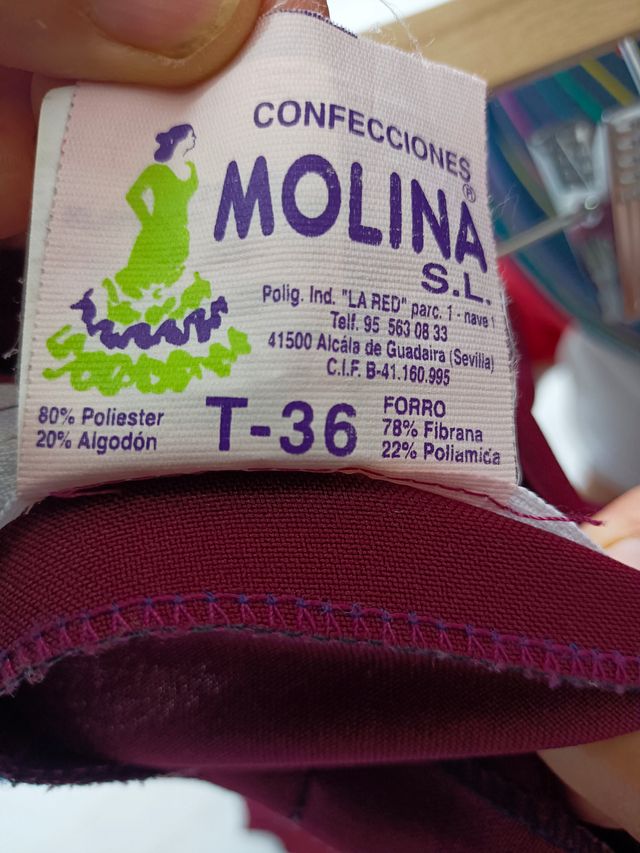 CONFECCIONES
MOLINA®
S.L.
Polig. Ind. "LA RED" parc. 1 - nave 1
Telf. 95 563 08 33
41500 Alcála de Guadaira (Sevilla)
C.I.F. B-41.160.995
80% Poliester
20% Algodón
T-36
FORRO
78% Fibrana
22% Poliamida